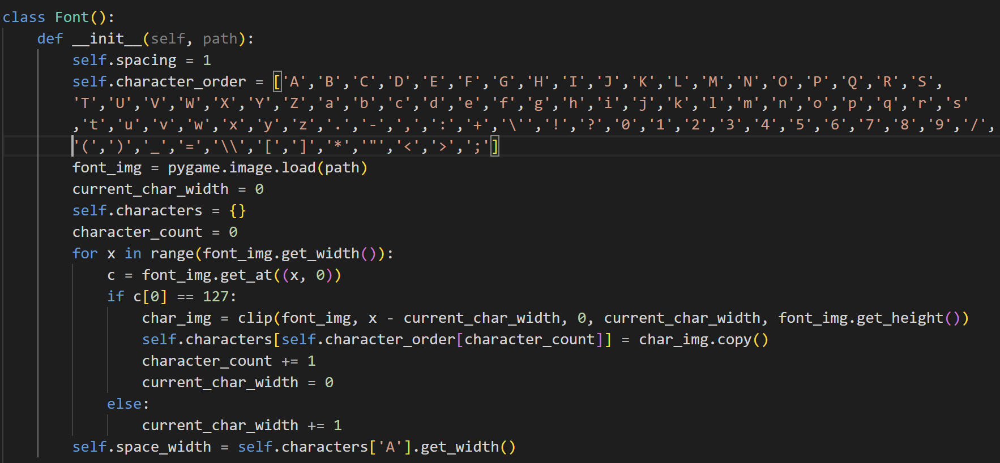 class Font():
    def __init__(self, path):
        self.spacing = 1
        self.character_order = ['A','B','C','D','E','F','G','H','I','J','K','L','M','N','O','P','Q','R','S',
        'T','U','V','W','X','Y','Z','a','b','c','d','e','f','g','h','i','j','k','l','m','n','o','p','q','r','s'
        ,'t','u','v','w','x','y','z','.','-',',',':','+','\'','!','?','0','1','2','3','4','5','6','7','8','9','/',
        '(',')','_','=','\\','[',']','*','"','<','>',';']
        font_img = pygame.image.load(path)
        current_char_width = 0
        self.characters = {}
        character_count = 0
        for x in range(font_img.get_width()):
            c = font_img.get_at((x, 0))
            if c[0] == 127:
                char_img = clip(font_img, x - current_char_width, 0, current_char_width, font_img.get_height())
                self.characters[self.character_order[character_count]] = char_img.copy()
                character_count += 1
                current_char_width = 0
            else:
                current_char_width += 1
        self.space_width = self.characters['A'].get_width()